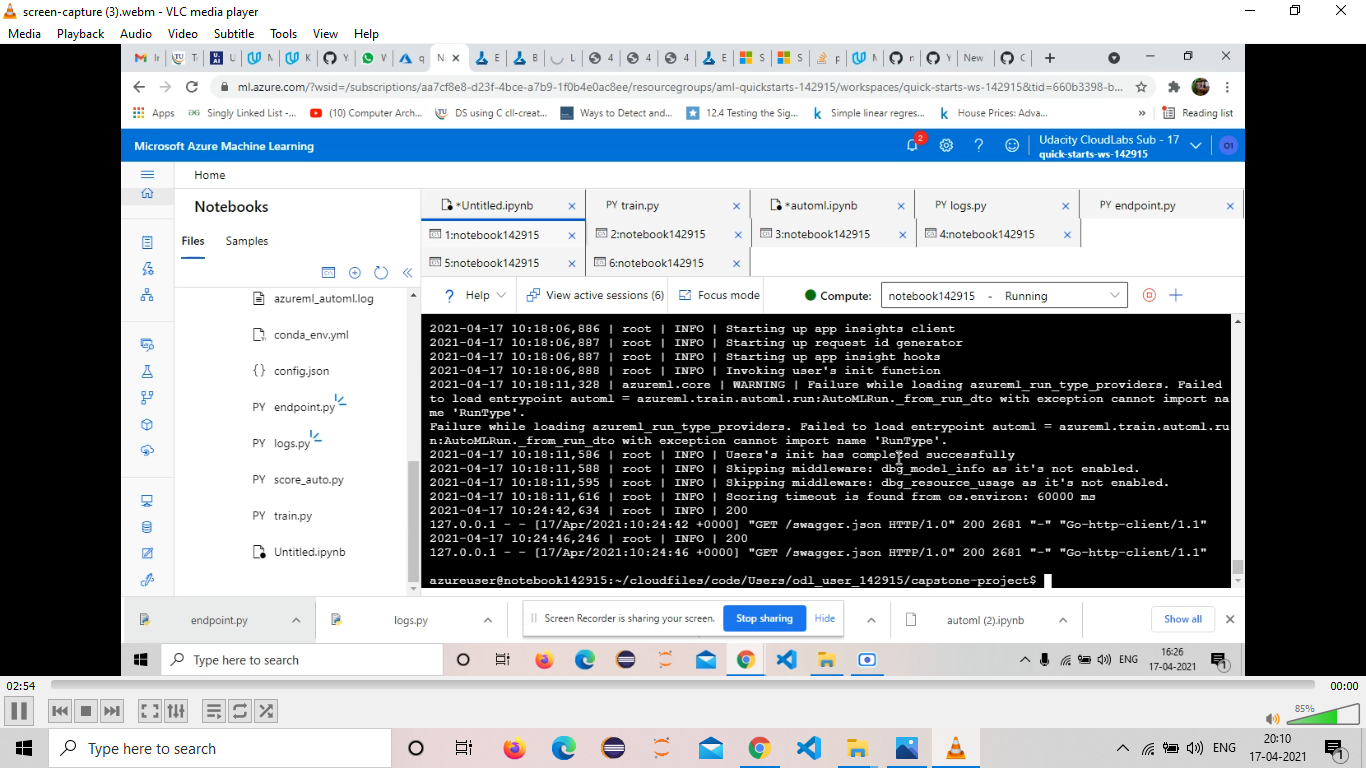 screen-capture (3).webm - VLC media player
Media Playback Audio Video Subtitle Tools View Help
ml.azure.com/?wsid=/subscriptions/aa7cf8e8-d23f-4bce-a7b9-1f0b4e0ac8ee/resourcegroups/aml-quickstarts-142915/workspaces/quick-starts-ws-142915&tid=660b3398-b...
Apps Singly Linked List -... (10) Computer Arch... DS using C cll-creat... Ways to Detect and... 12.4 Testing the Sig... Simple linear regres... House Prices: Adva... » Reading list
Microsoft Azure Machine Learning
2
Udacity CloudLabs Sub - 17
quick-starts-ws-142915
O1
Home
Notebooks
Files Samples
azureml_automl.log
conda_env.yml
{} config.json
PY endpoint.py
PY logs.py
PY score_auto.py
PY train.py
Untitled.ipynb
*Untitled.ipynb × PY train.py × *automl.ipynb × PY logs.py × PY endpoint.py ×
1:notebook142915 × 2:notebook142915 × 3:notebook142915 × 4:notebook142915 ×
5:notebook142915 × 6:notebook142915 ×
? Help View active sessions (6) Focus mode Compute: notebook142915 - Running
2021-04-17 10:18:06,886 | root | INFO | Starting up app insights client
2021-04-17 10:18:06,887 | root | INFO | Starting up request id generator
2021-04-17 10:18:06,887 | root | INFO | Starting up app insight hooks
2021-04-17 10:18:06,888 | root | INFO | Invoking user's init function
2021-04-17 10:18:11,328 | azureml.core | WARNING | Failure while loading azureml_run_type_providers. Failed
to load entrypoint automl = azureml.train.automl.run:AutoMLRun._from_run_dto with exception cannot import na
me 'RunType'.
Failure while loading azureml_run_type_providers. Failed to load entrypoint automl = azureml.train.automl.ru
n:AutoMLRun._from_run_dto with exception cannot import name 'RunType'.
2021-04-17 10:18:11,586 | root | INFO | Users's init has completed successfully
2021-04-17 10:18:11,588 | root | INFO | Skipping middleware: dbg_model_info as it's not enabled.
2021-04-17 10:18:11,595 | root | INFO | Skipping middleware: dbg_resource_usage as it's not enabled.
2021-04-17 10:18:11,616 | root | INFO | Scoring timeout is found from os.environ: 60000 ms
2021-04-17 10:24:42,634 | root | INFO | 200
127.0.0.1 - - [17/Apr/2021:10:24:42 +0000] "GET /swagger.json HTTP/1.0" 200 2681 "-" "Go-http-client/1.1"
2021-04-17 10:24:46,246 | root | INFO | 200
127.0.0.1 - - [17/Apr/2021:10:24:46 +0000] "GET /swagger.json HTTP/1.0" 200 2681 "-" "Go-http-client/1.1"
azureuser@notebook142915:~/cloudfiles/code/Users/odl_user_142915/capstone-project$
endpoint.py logs.py Screen Recorder is sharing your screen. Stop sharing Hide automl (2).ipynb Show all
Type here to search ENG 16:26
17-04-2021
1
02:54 00:00
85%
Type here to search ENG 20:10
17-04-2021
1